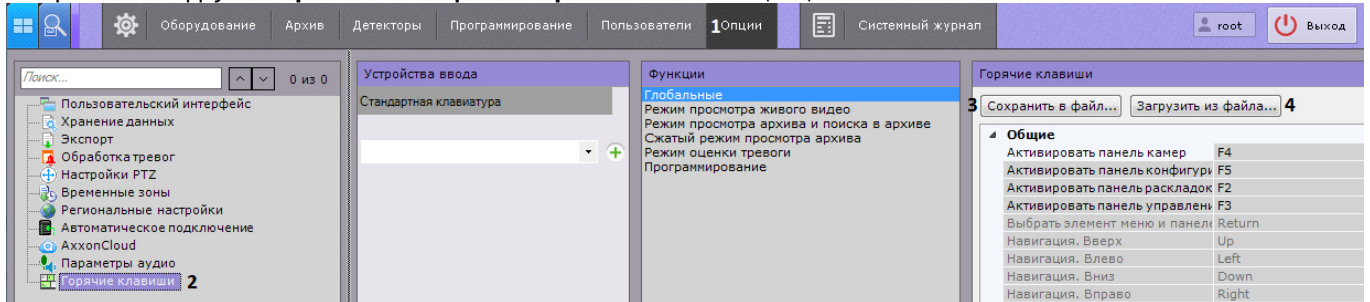 Оборудование Архив Детекторы Программирование Пользователи 1 Опции Системный журнал root Выход
Поиск... 0 из 0
Пользовательский интерфейс
Хранение данных
Экспорт
Обработка тревог
Настройки PTZ
Временные зоны
Региональные настройки
Автоматическое подключение
AxxonCloud
Параметры аудио
Горячие клавиши 2
Устройства ввода
Стандартная клавиатура
Функции
Глобальные
Режим просмотра живого видео
Режим просмотра архива и поиска в архиве
Сжатый режим просмотра архива
Режим оценки тревоги
Программирование
Горячие клавиши
3 Сохранить в файл... Загрузить из файла... 4
Общие
Активировать панель камер F4
Активировать панель конфигури F5
Активировать панель раскладок F2
Активировать панель управлени F3
Выбрать элемент меню и панели Return
Навигация. Вверх Up
Навигация. Влево Left
Навигация. Вниз Down
Навигация. Вправо Right